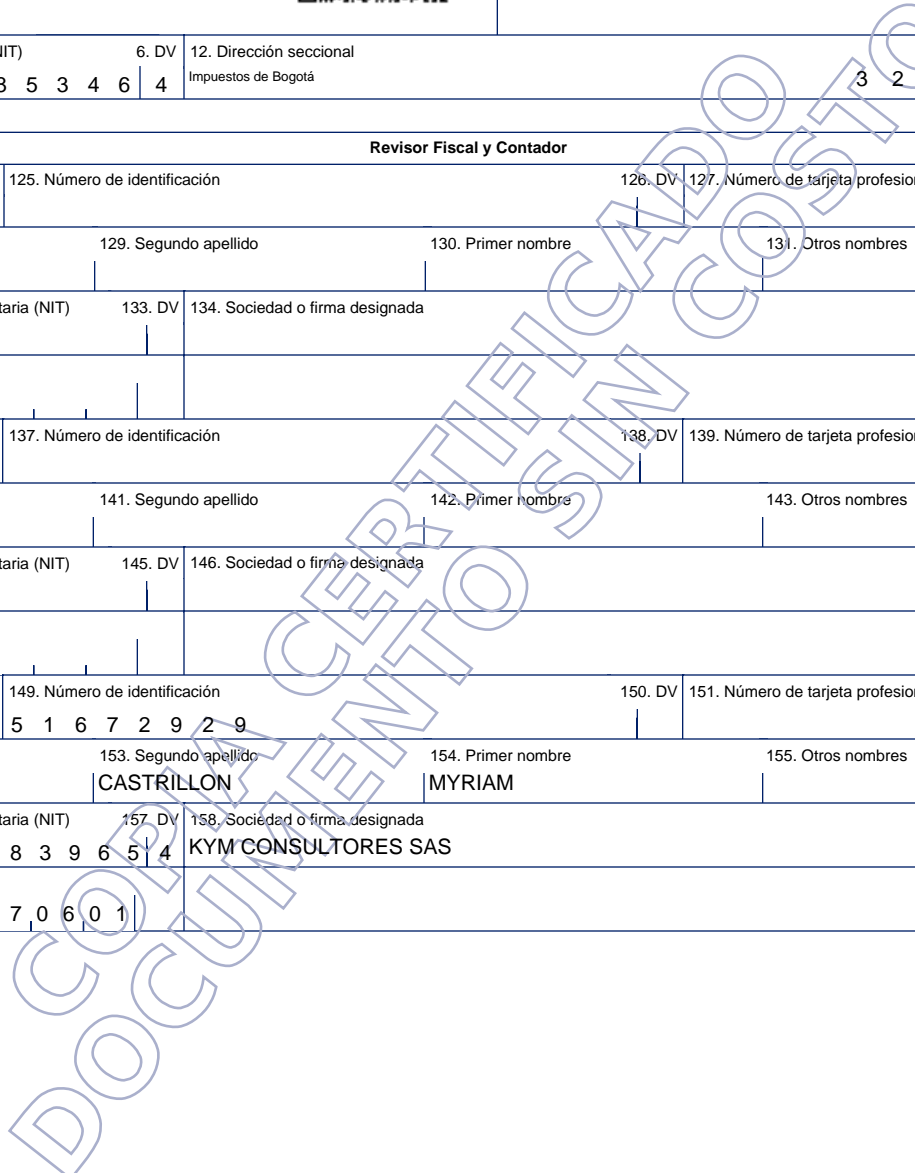 6. DV 12. Dirección seccional
5 3 4 6 4 Impuestos de Bogotá 3 2
Revisor Fiscal y Contador
125. Número de identificación 126. DV 127. Número de tarjeta
129. Segundo apellido 130. Primer nombre 131. Otros nombres
(NIT) 133. DV 134. Sociedad o firma designada
137. Número de identificación 138. DV 139. Número de tarjeta
141. Segundo apellido 142. Primer nombre 143. Otros nombres
(NIT) 145. DV 146. Sociedad o firma designada
149. Número de identificación 150. DV 151. Número de tarjeta
5 1 6 7 2 9 2 9
153. Segundo apellido 154. Primer nombre 155. Otros nombres
CASTRILLON MYRIAM
(NIT) 157. DV 158. Sociedad o firma designada
8 3 9 6 5 4 KYM CONSULTORES SAS
7 0 6 0 1
COPIA CERTIFICADO
DOCUMENTO SIN COSTO